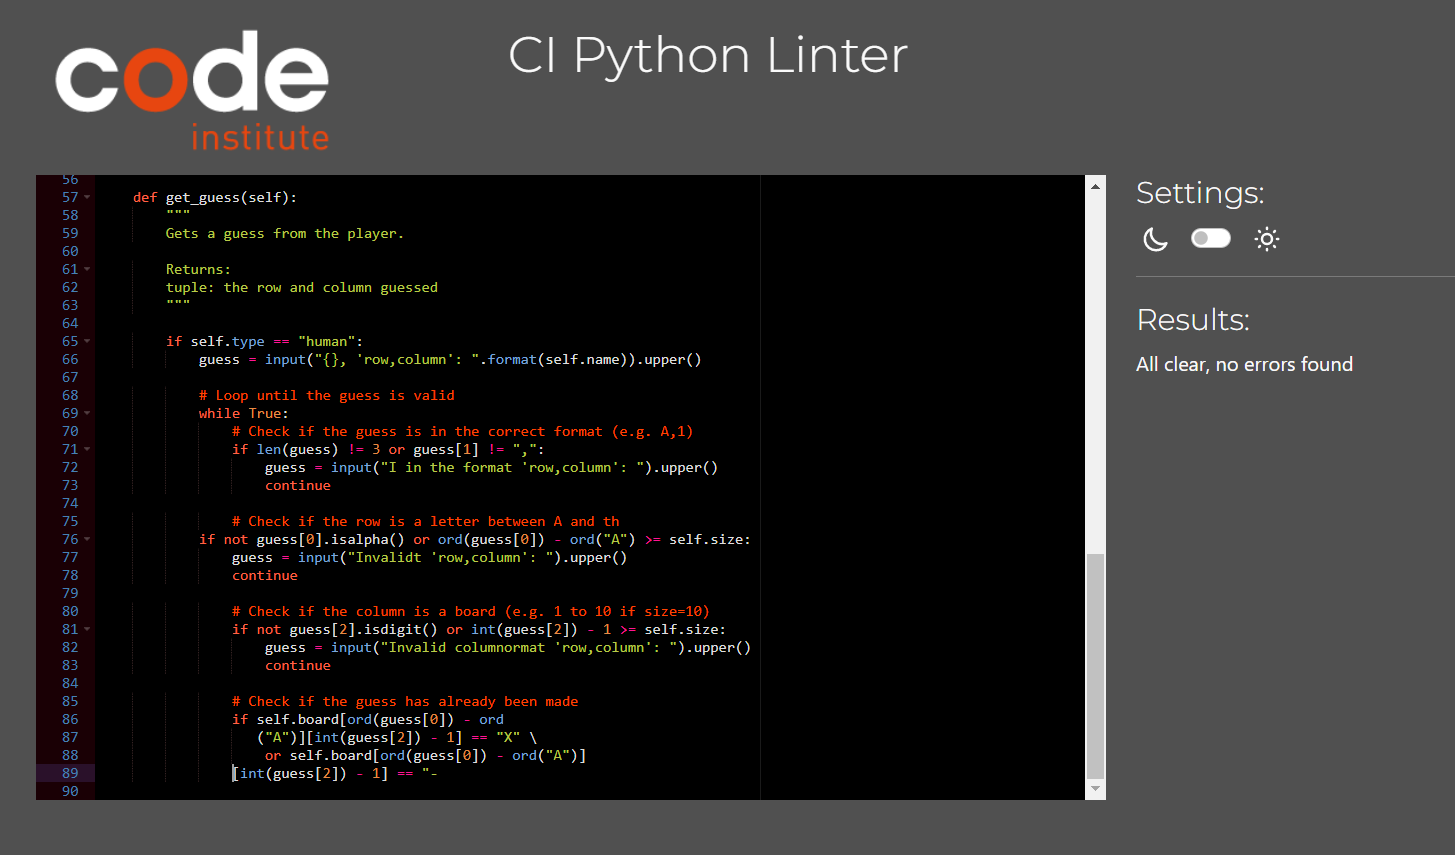 code
institute
CI Python Linter
56
57 def get_guess(self):
58 """
59 Gets a guess from the player.
60
61 Returns:
62 tuple: the row and column guessed
63 """
64
65 if self.type == "human":
66 guess = input("{}, 'row,column': ".format(self.name)).upper()
67
68 # Loop until the guess is valid
69 while True:
70 # Check if the guess is in the correct format (e.g. A,1)
71 if len(guess) != 3 or guess[1] != ",":
72 guess = input("I in the format 'row,column': ").upper()
73 continue
74
75 # Check if the row is a letter between A and th
76 if not guess[0].isalpha() or ord(guess[0]) - ord("A") >= self.size:
77 guess = input("Invalidt 'row,column': ").upper()
78 continue
79
80 # Check if the column is a board (e.g. 1 to 10 if size=10)
81 if not guess[2].isdigit() or int(guess[2]) - 1 >= self.size:
82 guess = input("Invalid columnormat 'row,column': ").upper()
83 continue
84
85 # Check if the guess has already been made
86 if self.board[ord(guess[0]) - ord
87 ("A")][int(guess[2]) - 1] == "X" \
88 or self.board[ord(guess[0]) - ord("A")]
89 [int(guess[2]) - 1] == "-
90
Settings:
Results:
All clear, no errors found